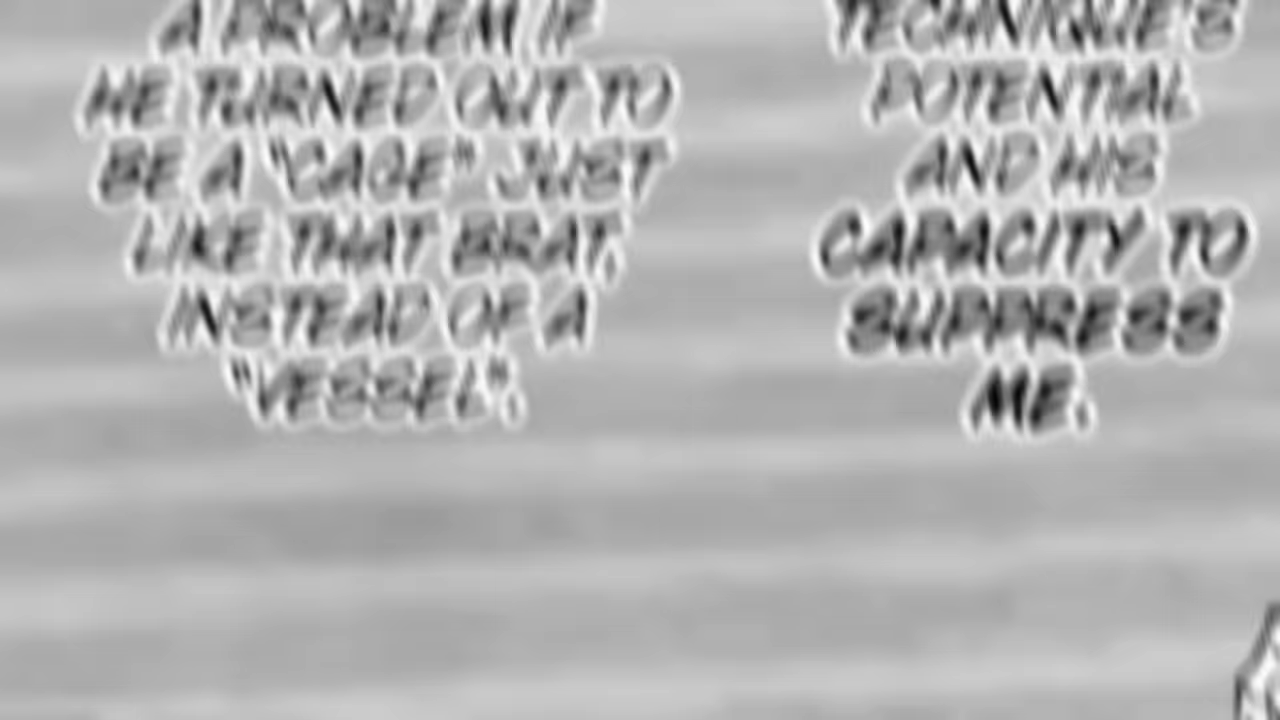 A PROBLEM IF
HE TURNED OUT TO
BE A "CAGE" JUST
LIKE THAT BRAT,
INSTEAD OF A
"VESSEL",
TECHNIQUE'S
POTENTIAL
AND HIS
CAPACITY TO
SUPPRESS
ME,